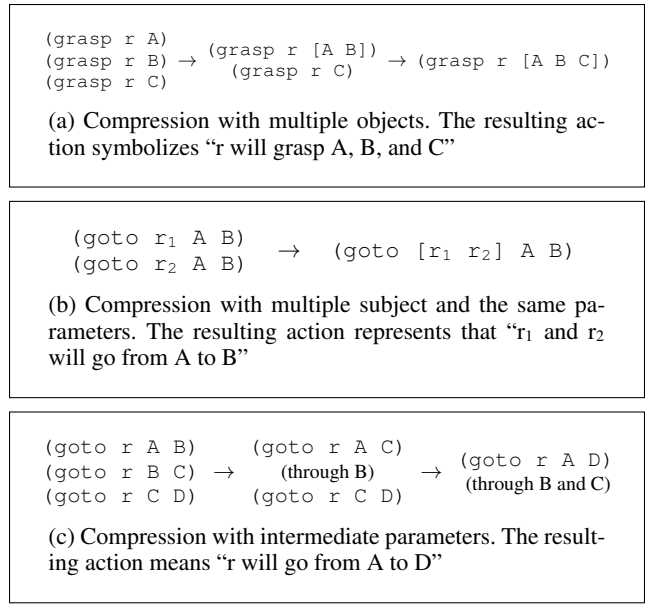 (grasp r A)
(grasp r B) → (grasp r [A B]) → (grasp r [A B C])
(grasp r C) (grasp r C)
(a) Compression with multiple objects. The resulting ac-
tion symbolizes “r will grasp A, B, and C”
(goto r₁ A B) → (goto [r₁ r₂] A B)
(goto r₂ A B)
(b) Compression with multiple subject and the same pa-
rameters. The resulting action represents that “r₁ and r₂
will go from A to B”
(goto r A B) (goto r A C) (goto r A D)
(goto r B C) → (through B) → (through B and C)
(goto r C D) (goto r C D)
(c) Compression with intermediate parameters. The result-
ing action means “r will go from A to D”